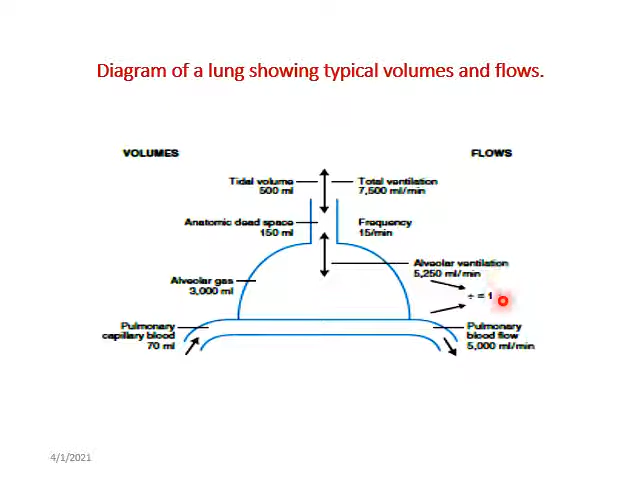 Diagram of a lung showing typical volumes and flows.
VOLUMES
FLOWS
Tidal volume
500 ml
Total ventilation
7,500 ml/min
Anatomic dead space
150 ml
Frequency
15/min
Alveolar ventilation
5,250 ml/min
Alveolar gas
3,000 ml
÷ = 1
Pulmonary
capillary blood
70 ml
Pulmonary
blood flow
5,000 ml/min
4/1/2021